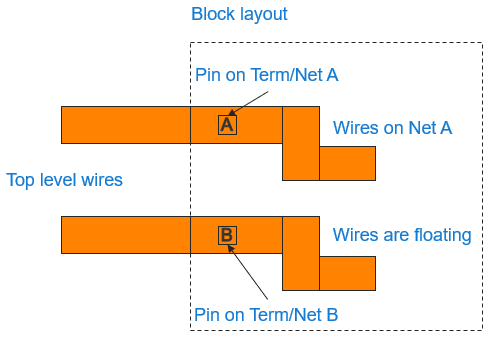 Block layout
Pin on Term/Net A
A
Wires on Net A
Top level wires
B
Wires are floating
Pin on Term/Net B